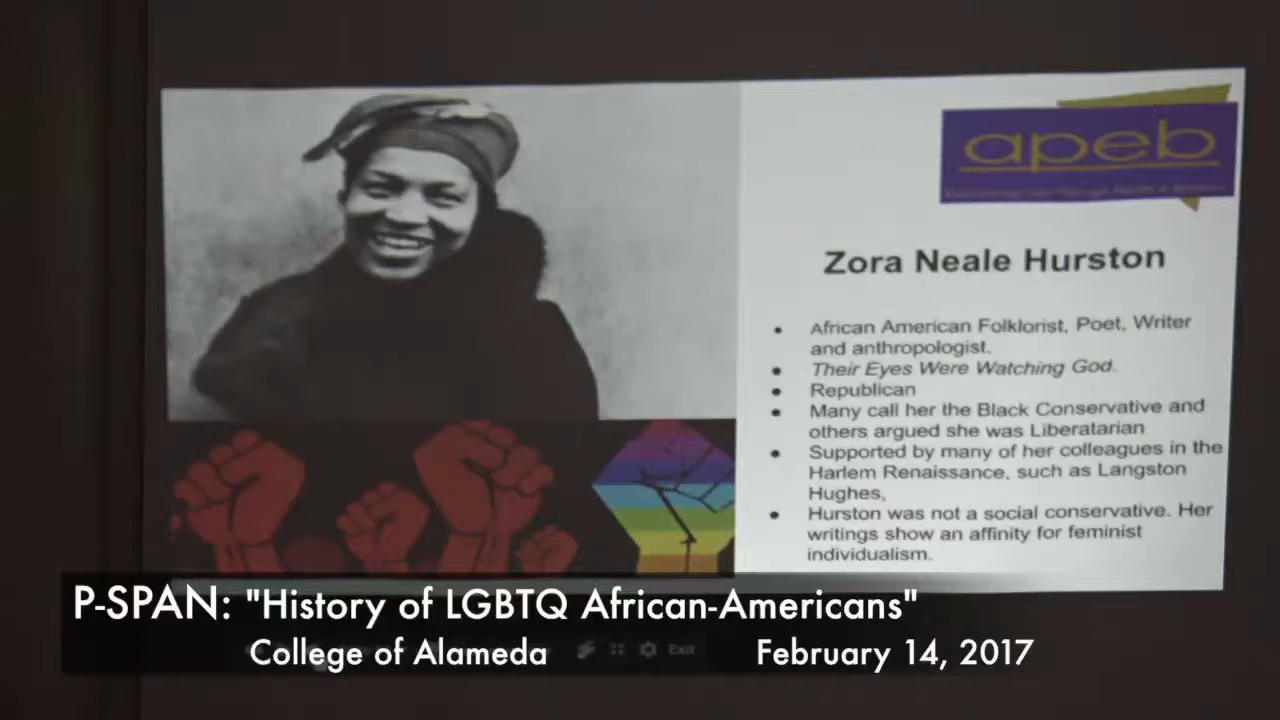 apeb
Zora Neale Hurston
• African American Folklorist, Poet, Writer
and anthropologist.
• Their Eyes Were Watching God.
• Republican
• Many call her the Black Conservative and
others argued she was Liberatarian
• Supported by many of her colleagues in the
Harlem Renaissance, such as Langston
Hughes,
• Hurston was not a social conservative. Her
writings show an affinity for feminist
individualism.
P-SPAN: "History of LGBTQ African-Americans"
College of Alameda
Exit
February 14, 2017